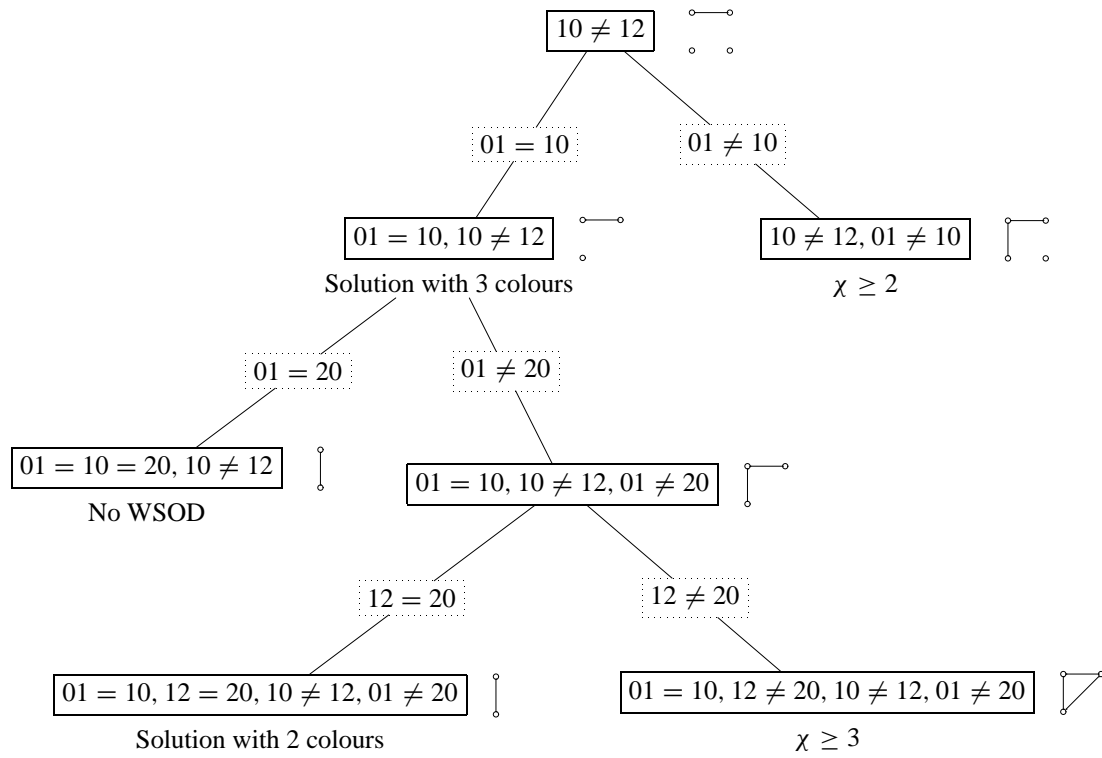 10 ≠ 12
01 = 10
01 ≠ 10
01 = 10, 10 ≠ 12
10 ≠ 12, 01 ≠ 10
Solution with 3 colours
χ ≥ 2
01 = 20
01 ≠ 20
01 = 10 = 20, 10 ≠ 12
No WSOD
01 = 10, 10 ≠ 12, 01 ≠ 20
12 = 20
12 ≠ 20
01 = 10, 12 = 20, 10 ≠ 12, 01 ≠ 20
01 = 10, 12 ≠ 20, 10 ≠ 12, 01 ≠ 20
Solution with 2 colours
χ ≥ 3